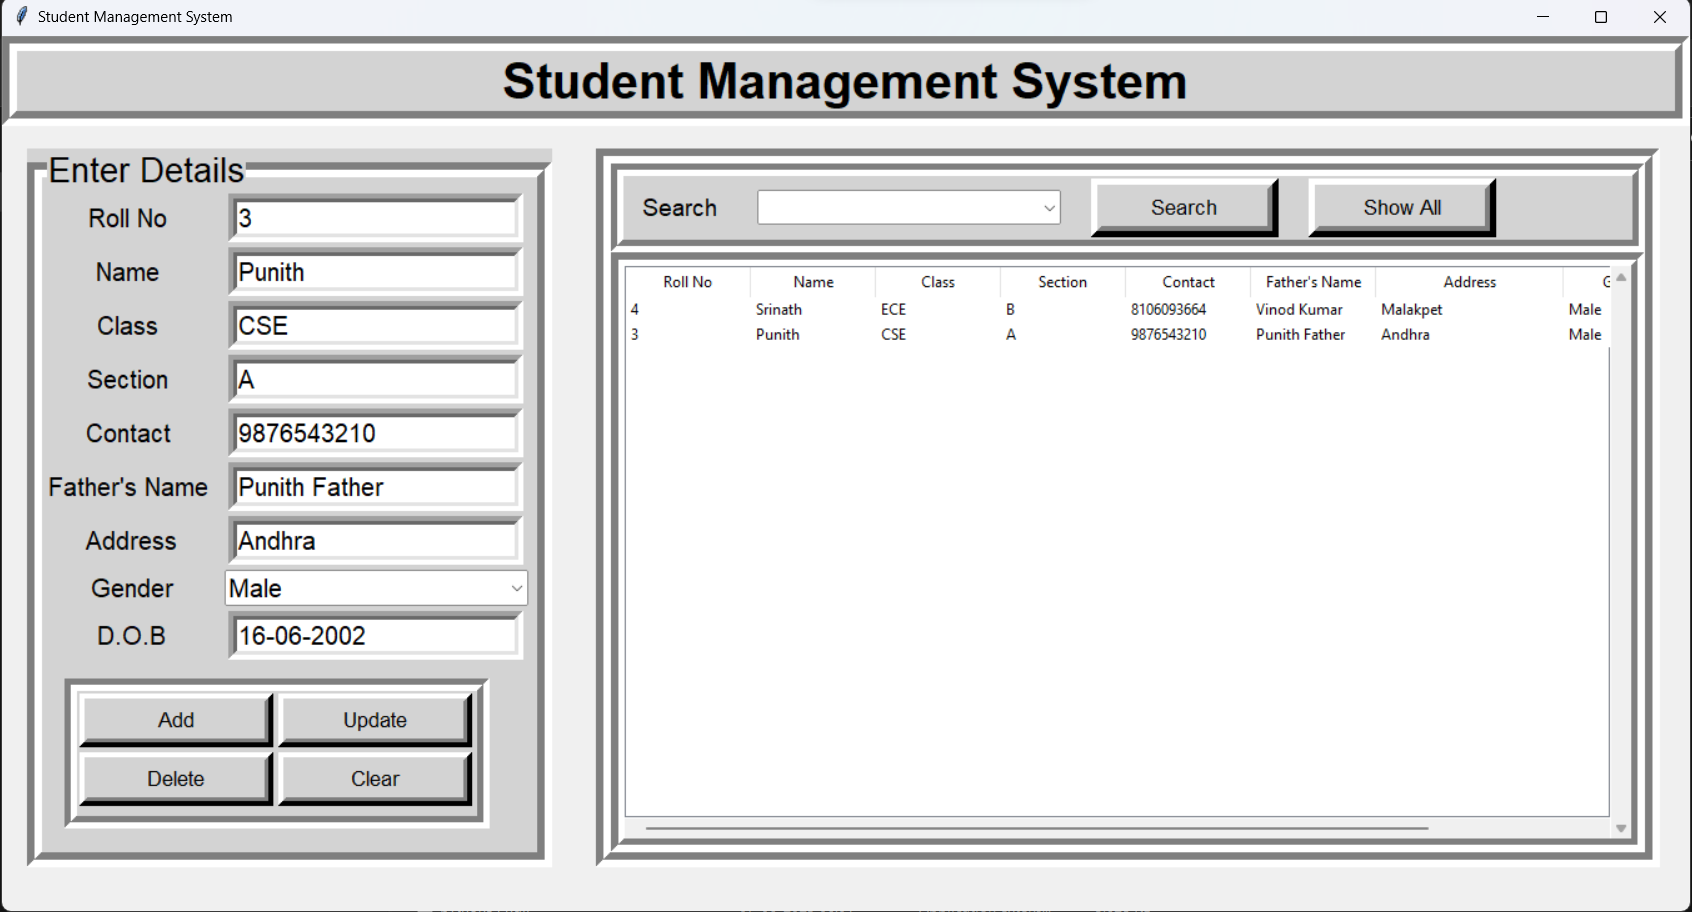 Student Management System
Student Management System
Enter Details
Roll No 3
Name Punith
Class CSE
Section A
Contact 9876543210
Father's Name Punith Father
Address Andhra
Gender Male
D.O.B 16-06-2002
Add Update
Delete Clear
Search Search Show All
Roll No Name Class Section Contact Father's Name Address G
4 Srinath ECE B 8106093664 Vinod Kumar Malakpet Male
3 Punith CSE A 9876543210 Punith Father Andhra Male